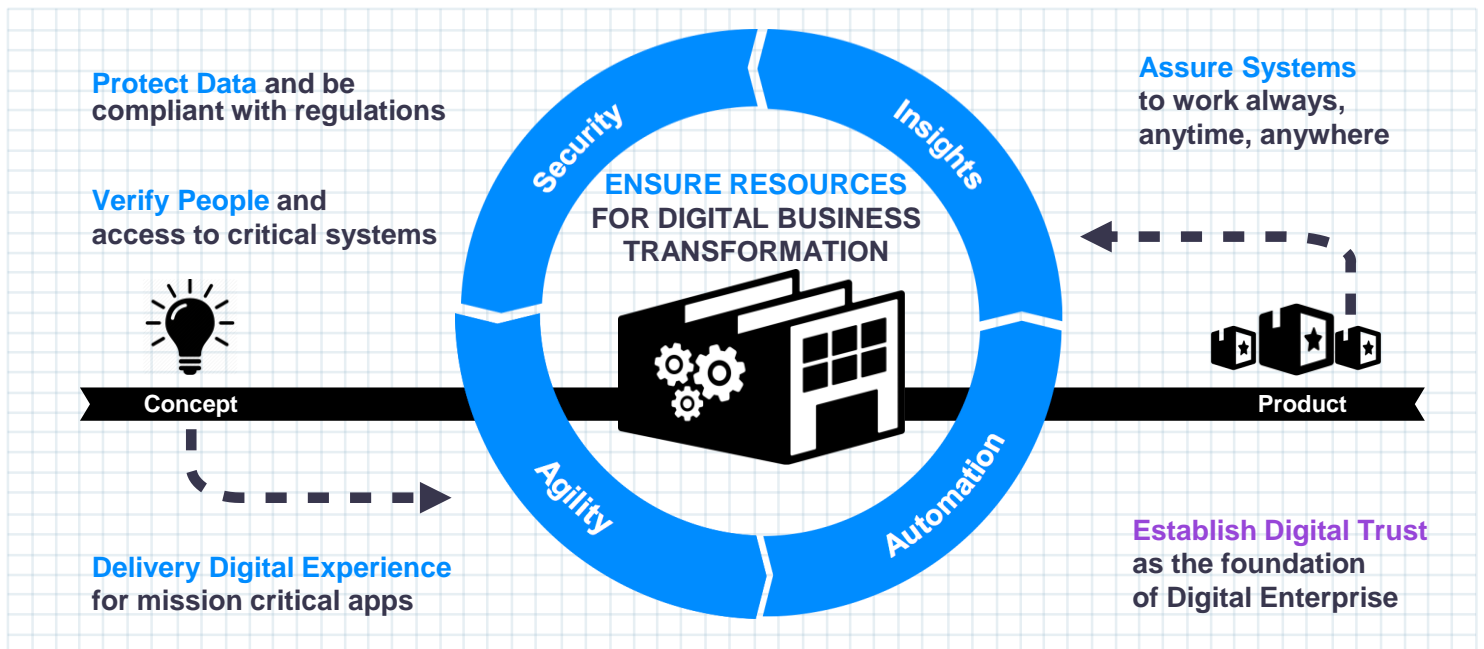 Protect Data and be
compliant with regulations
Verify People and
access to critical systems
Concept
Delivery Digital Experience
for mission critical apps
Security
Insights
Agility
Automation
ENSURE RESOURCES
FOR DIGITAL BUSINESS
TRANSFORMATION
Assure Systems
to work always,
anytime, anywhere
Product
Establish Digital Trust
as the foundation
of Digital Enterprise